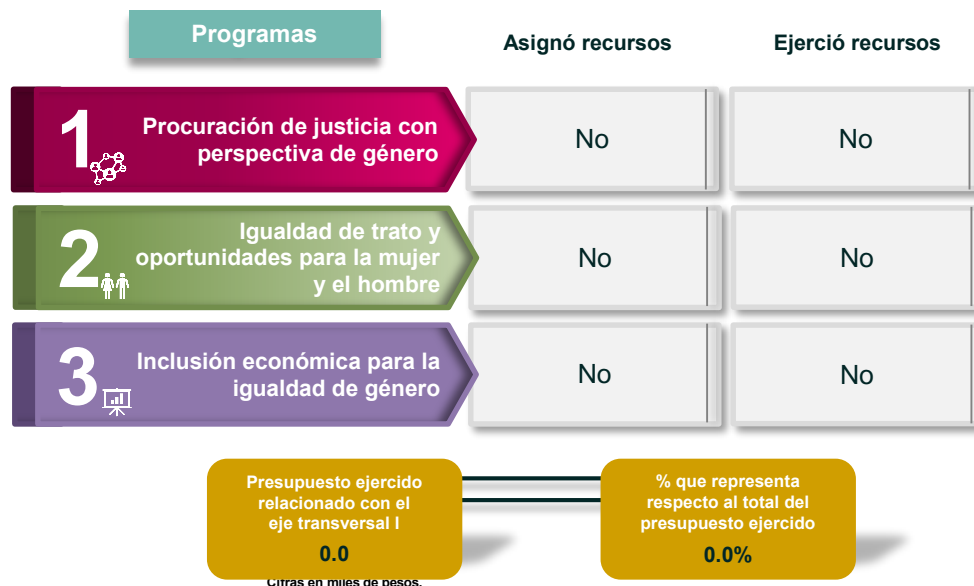 Programas
Asignó recursos
Ejerció recursos
1
Procuración de justicia con
perspectiva de género
No
No
2
Igualdad de trato y
oportunidades para la mujer
y el hombre
No
No
3
Inclusión económica para la
igualdad de género
No
No
Presupuesto ejercido
relacionado con el
eje transversal I
0.0
% que representa
respecto al total del
presupuesto ejercido
0.0%
Cifras en miles de pesos.